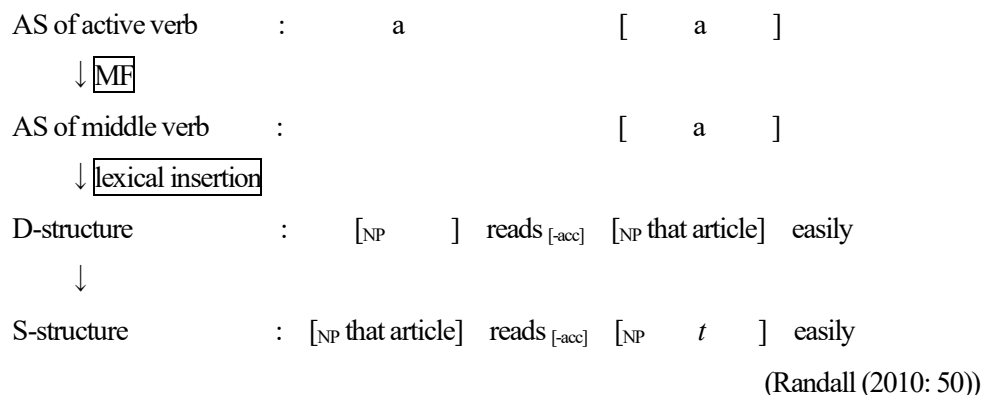 AS of active verb : a [ a ]
↓ MF
AS of middle verb : [ a ]
↓ lexical insertion
D-structure : [NP ] reads [-acc] [NP that article] easily
↓
S-structure : [NP that article] reads [-acc] [NP t ] easily
(Randall (2010: 50))